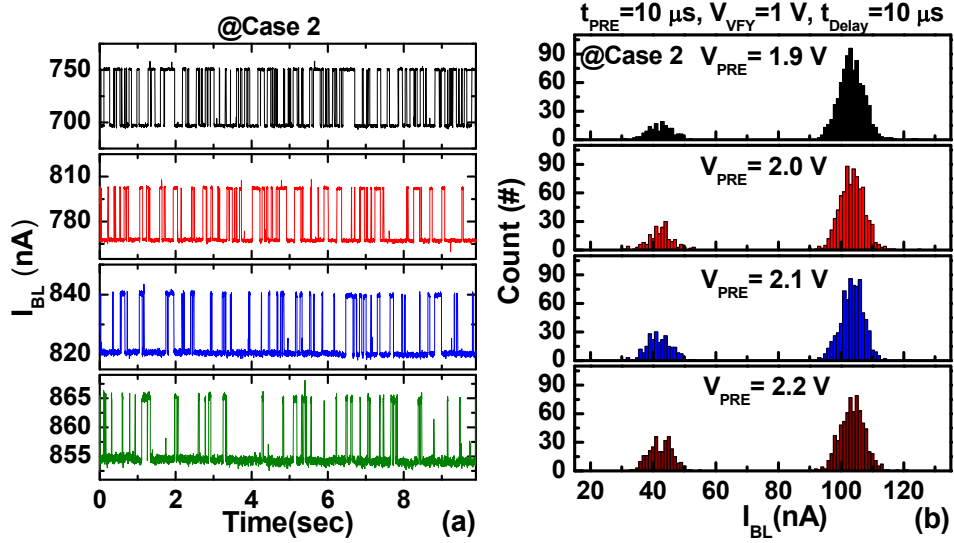 @Case 2
750
700
810
780
840
820
865
860
855
I_BL (nA)
0 2 4 6 8
Time(sec)
(a)
t_PRE=10 μs, V_VFY=1 V, t_Delay=10 μs
@Case 2 V_PRE= 1.9 V
90
60
30
0
V_PRE= 2.0 V
90
60
30
0
V_PRE= 2.1 V
90
60
30
0
V_PRE= 2.2 V
90
60
30
0
Count (#)
20 40 60 80 100 120
I_BL(nA)
(b)